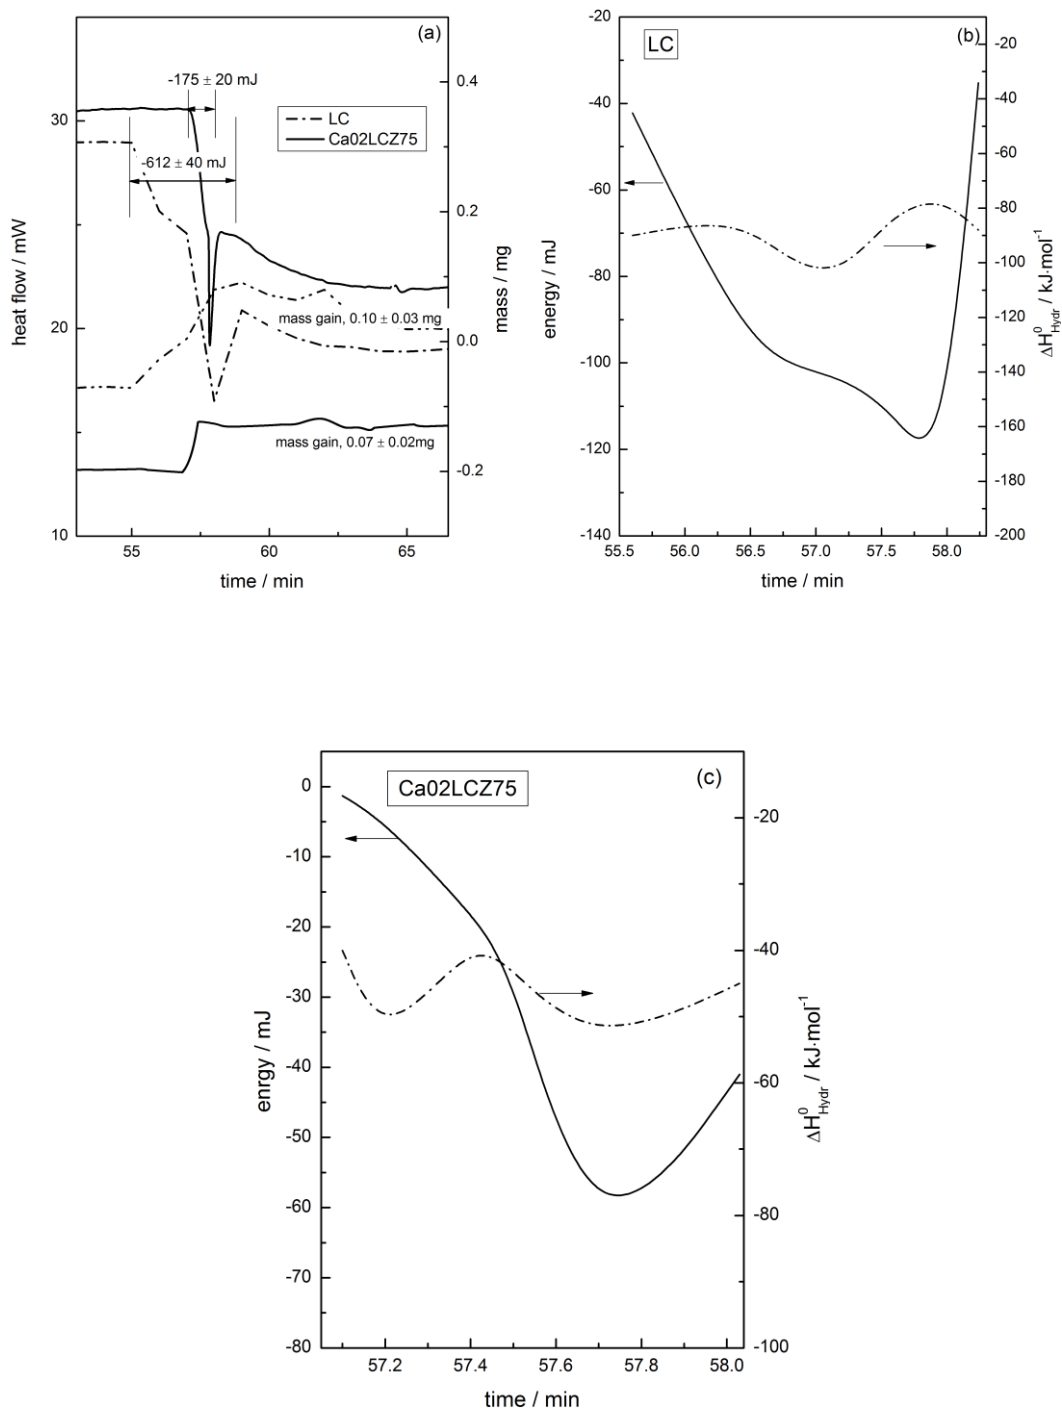 (a)
-175 ± 20 mJ
LC
Ca02LCZ75
-612 ± 40 mJ
mass gain, 0.10 ± 0.03 mg
mass gain, 0.07 ± 0.02mg
heat flow / mW
30
20
10
mass / mg
0.4
0.2
0.0
-0.2
55 60 65
time / min
LC
(b)
energy / mJ
-20
-40
-60
-80
-100
-120
-140
ΔH⁰Hydr / kJ·mol⁻¹
-20
-40
-60
-80
-100
-120
-140
-160
-180
-200
55.5 56.0 56.5 57.0 57.5 58.0
time / min
Ca02LCZ75
(c)
enrgy / mJ
0
-10
-20
-30
-40
-50
-60
-70
-80
ΔH⁰Hydr / kJ·mol⁻¹
-20
-40
-60
-80
-100
57.2 57.4 57.6 57.8 58.0
time / min